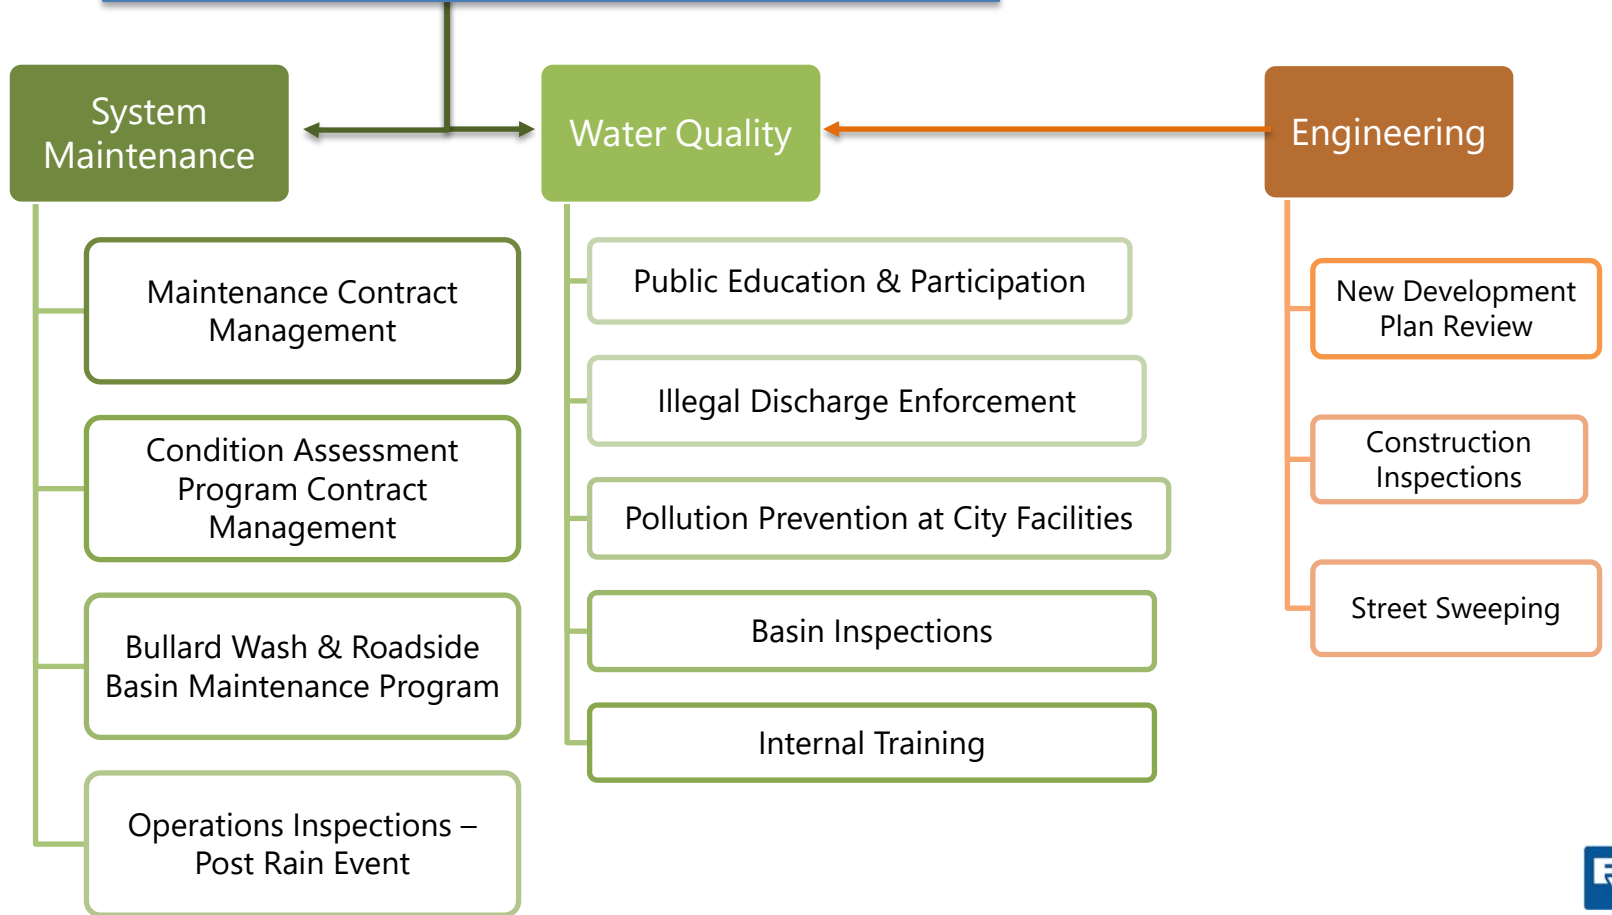 System
Maintenance
Water Quality
Engineering
Maintenance Contract
Management
Condition Assessment
Program Contract
Management
Bullard Wash & Roadside
Basin Maintenance Program
Operations Inspections –
Post Rain Event
Public Education & Participation
Illegal Discharge Enforcement
Pollution Prevention at City Facilities
Basin Inspections
Internal Training
New Development
Plan Review
Construction
Inspections
Street Sweeping